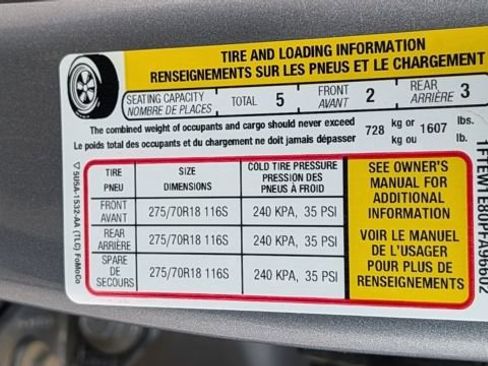 TIRE AND LOADING INFORMATION
RENSEIGNEMENTS SUR LES PNEUS ET LE CHARGEMENT
SEATING CAPACITY
NOMBRE DE PLACES
TOTAL 5
FRONT
AVANT
2
REAR
ARRIÈRE
3
The combined weight of occupants and cargo should never exceed 728 kg or 1607 lbs.
Le poids total des occupants et du chargement ne doit jamais dépasser kg ou lb.
TIRE
PNEU
SIZE
DIMENSIONS
COLD TIRE PRESSURE
PRESSION DES
PNEUS À FROID
FRONT
AVANT
275/70R18 116S
240 KPA, 35 PSI
REAR
ARRIÈRE
275/70R18 116S
240 KPA, 35 PSI
SPARE
DE
SECOURS
275/70R18 116S
240 KPA, 35 PSI
SEE OWNER'S
MANUAL FOR
ADDITIONAL
INFORMATION
VOIR LE MANUEL
DE L'USAGER
POUR PLUS DE
RENSEIGNEMENTS
5U5A-1532-AA (TLG) FoMoCo